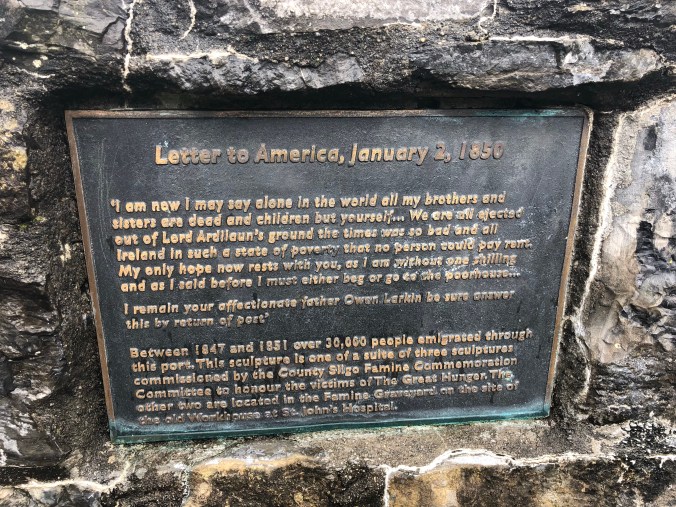 Letter to America, January 2, 1850
'I am now I may say alone in the world all my brothers and
sisters are dead and children but yourself... We are all ejected
out of Lord Ardilaun's ground the times was so bad and all
Ireland in such a state of poverty that no person could pay rent.
My only hope now rests with you, as I am without one shilling
and as I said before I must either beg or go to the poorhouse...
I remain your affectionate father Owen Larkin be sure answer
this by return of post'
Between 1847 and 1851 over 30,000 people emigrated through
this port. This sculpture is one of a suite of three sculptures
commissioned by the County Sligo Famine Commemoration
Committee to honour the victims of The Great Hunger. The
other two are located in the Famine Graveyard on the site of
the old Workhouse at St. John's Hospital.